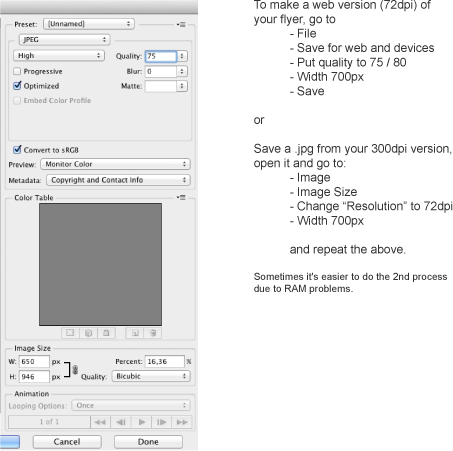 Preset: [Unnamed]
JPEG
High Quality: 75
Progressive Blur: 0
Optimized Matte:
Embed Color Profile
Convert to sRGB
Preview: Monitor Color
Metadata: Copyright and Contact Info
Color Table
Image Size
W: 650 px Percent: 16,36 %
H: 946 px Quality: Bicubic
Animation
Looping Options: Once
1 of 1
Cancel Done
To make a web version (72dpi) of
your flyer, go to
- File
- Save for web and devices
- Put quality to 75 / 80
- Width 700px
- Save
or
Save a .jpg from your 300dpi version,
open it and go to:
- Image
- Image Size
- Change “Resolution” to 72dpi
- Width 700px
and repeat the above.
Sometimes it's easier to do the 2nd process
due to RAM problems.